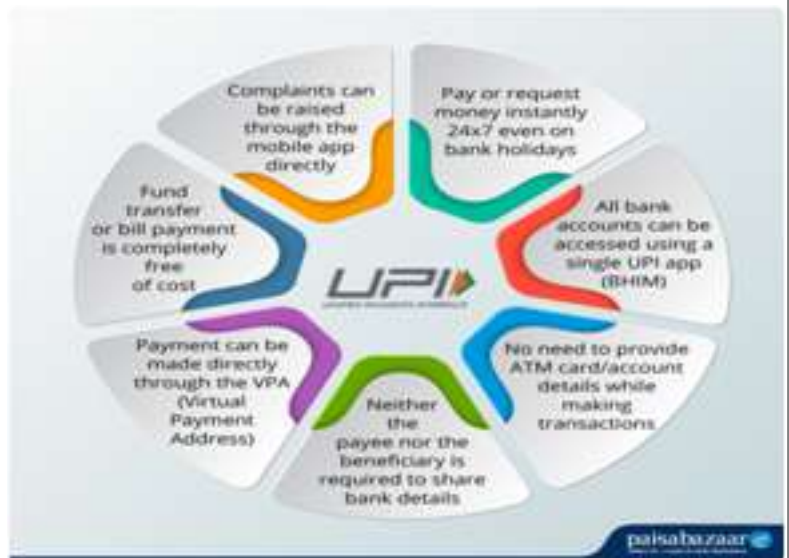 Complaints can
be raised
through the
mobile app
directly
Pay or request
money instantly
24x7 even on
bank holidays
All bank
accounts can be
accessed using a
single UPI app
(BHIM)
No need to provide
ATM card/account
details while
making
transactions
Neither
the
payee nor the
beneficiary is
required to share
bank details
Payment can be
made directly
through the VPA
(Virtual
Payment
Address)
Fund
transfer
or bill payment
is completely
free
of cost
UPI
UNIFIED PAYMENTS INTERFACE
paisabazaar